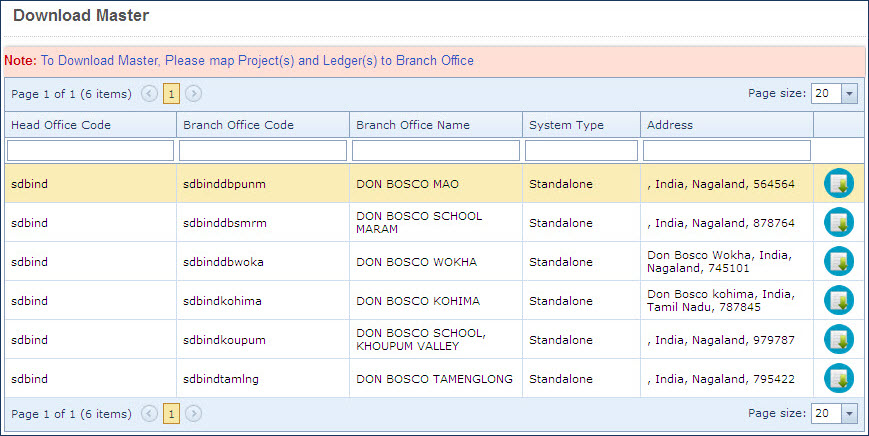 Download Master
Note: To Download Master, Please map Project(s) and Ledger(s) to Branch Office
Page 1 of 1 (6 items) 1 Page size: 20
Head Office Code Branch Office Code Branch Office Name System Type Address
sdbind sdbinddbpunm DON BOSCO MAO Standalone , India, Nagaland, 564564
sdbind sdbinddbsmrm DON BOSCO SCHOOL MARAM Standalone , India, Nagaland, 878764
sdbind sdbinddbwoka DON BOSCO WOKHA Standalone Don Bosco Wokha, India, Nagaland, 745101
sdbind sdbindkohima DON BOSCO KOHIMA Standalone Don Bosco kohima, India, Tamil Nadu, 787845
sdbind sdbindkoupum DON BOSCO SCHOOL, KHOUPUM VALLEY Standalone , India, Nagaland, 979787
sdbind sdbindtamlng DON BOSCO TAMENGLONG Standalone , India, Nagaland, 795422
Page 1 of 1 (6 items) 1 Page size: 20